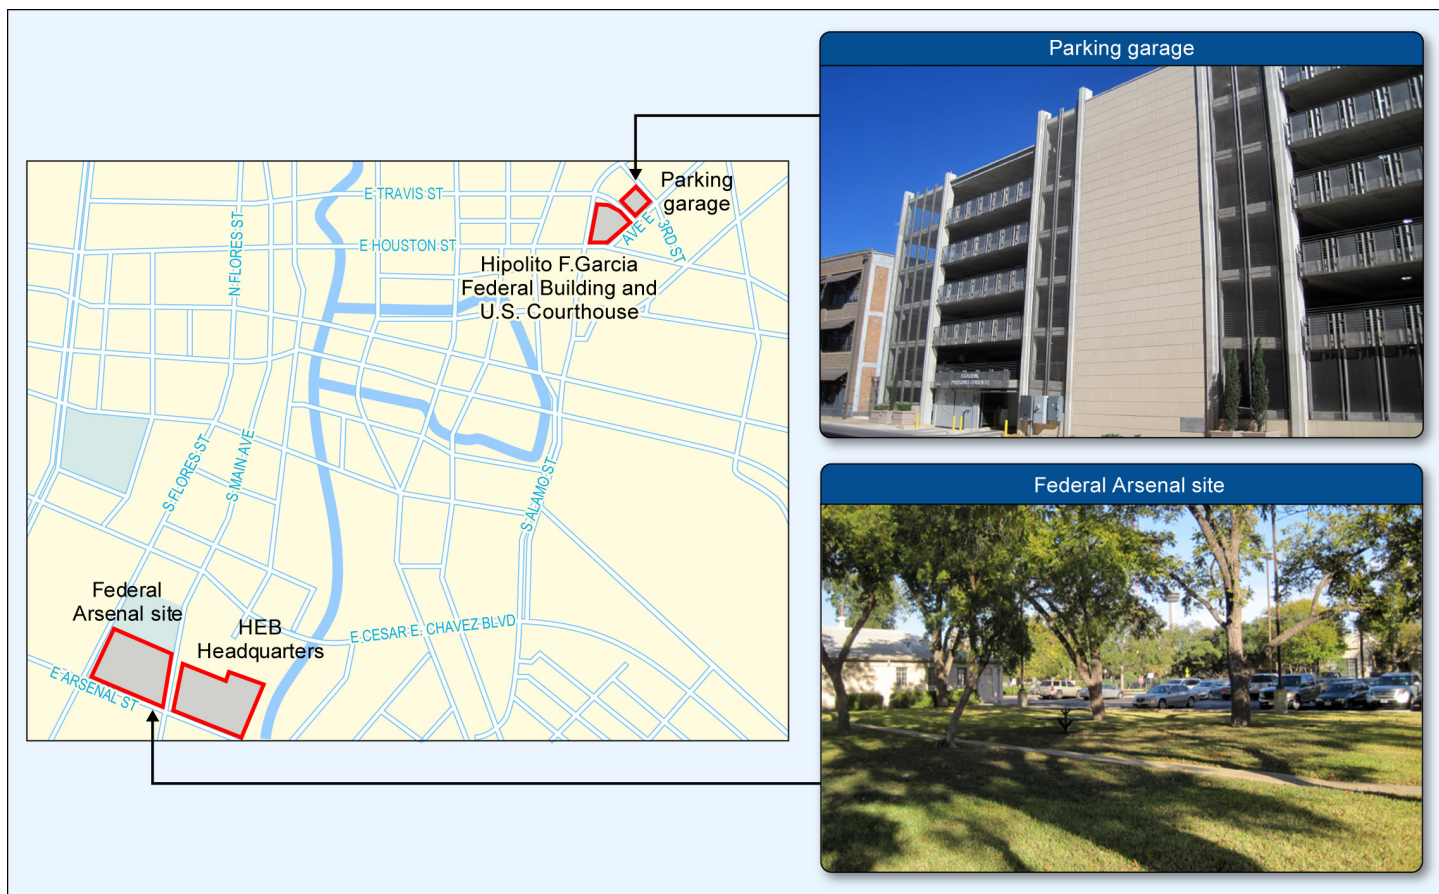 Parking garage
E TRAVIS ST
Parking
garage
N FLORES ST
E HOUSTON ST
AVE E
3RD ST
Hipolito F.Garcia
Federal Building and
U.S. Courthouse
S FLORES ST
S MAIN AVE
S ALAMO ST
Federal Arsenal site
Federal
Arsenal site
HEB
Headquarters
E CESAR E. CHAVEZ BLVD
E ARSENAL ST